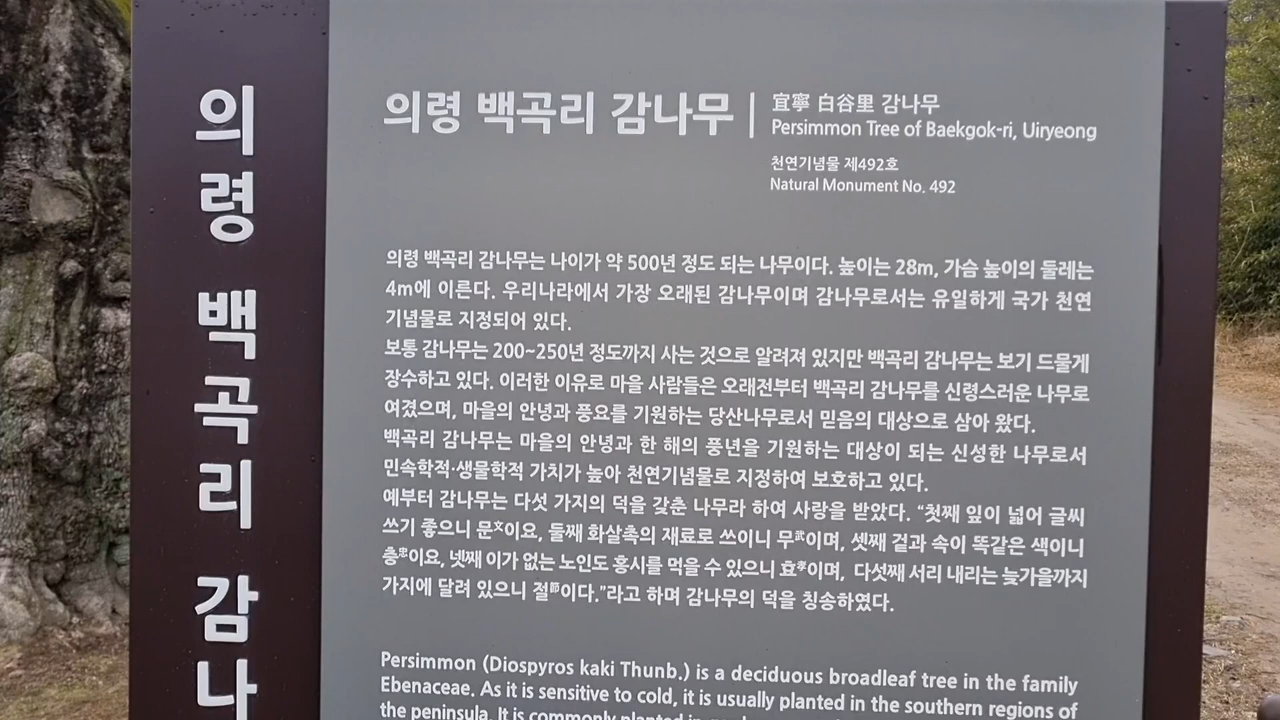 의령 백곡리 감나
의령 백곡리 감나무
宜寧 白谷里 감나무
Persimmon Tree of Baekgok-ri, Uiryeong
천연기념물 제492호
Natural Monument No. 492
의령 백곡리 감나무는 나이가 약 500년 정도 되는 나무이다. 높이는 28m, 가슴 높이의 둘레는
4m에 이른다. 우리나라에서 가장 오래된 감나무이며 감나무로서는 유일하게 국가 천연
기념물로 지정되어 있다.
보통 감나무는 200~250년 정도까지 사는 것으로 알려져 있지만 백곡리 감나무는 보기 드물게
장수하고 있다. 이러한 이유로 마을 사람들은 오래전부터 백곡리 감나무를 신령스러운 나무로
여겼으며, 마을의 안녕과 풍요를 기원하는 당산나무로서 믿음의 대상으로 삼아 왔다.
백곡리 감나무는 마을의 안녕과 한 해의 풍년을 기원하는 대상이 되는 신성한 나무로서
민속학적·생물학적 가치가 높아 천연기념물로 지정하여 보호하고 있다.
예부터 감나무는 다섯 가지의 덕을 갖춘 나무라 하여 사랑을 받았다. “첫째 잎이 넓어 글씨
쓰기 좋으니 문文이요, 둘째 화살촉의 재료로 쓰이니 무武이며, 셋째 겉과 속이 똑같은 색이니
충忠이요, 넷째 이가 없는 노인도 홍시를 먹을 수 있으니 효孝이며, 다섯째 서리 내리는 늦가을까지
가지에 달려 있으니 절節이다.”라고 하며 감나무의 덕을 칭송하였다.
Persimmon (Diospyros kaki Thunb.) is a deciduous broadleaf tree in the family
Ebenaceae. As it is sensitive to cold, it is usually planted in the southern regions of
the peninsula. It is commonly planted in